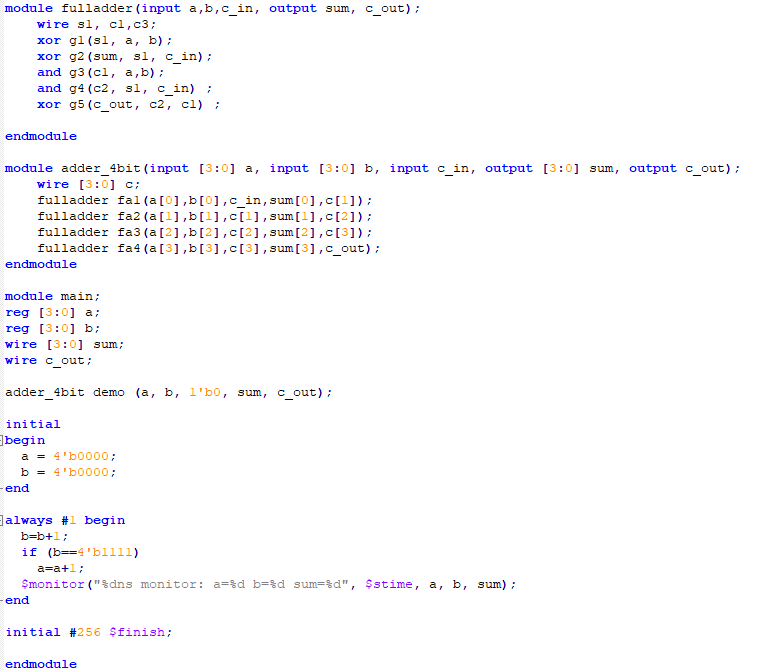 module fulladder(input a,b,c_in, output sum, c_out);
    wire s1, c1,c3;
    xor g1(s1, a, b);
    xor g2(sum, s1, c_in);
    and g3(c1, a,b);
    and g4(c2, s1, c_in) ;
    xor g5(c_out, c2, c1) ;

endmodule

module adder_4bit(input [3:0] a, input [3:0] b, input c_in, output [3:0] sum, output c_out);
    wire [3:0] c;
    fulladder fa1(a[0],b[0],c_in,sum[0],c[1]);
    fulladder fa2(a[1],b[1],c[1],sum[1],c[2]);
    fulladder fa3(a[2],b[2],c[2],sum[2],c[3]);
    fulladder fa4(a[3],b[3],c[3],sum[3],c_out);
endmodule

module main;
reg [3:0] a;
reg [3:0] b;
wire [3:0] sum;
wire c_out;

adder_4bit demo (a, b, 1'b0, sum, c_out);

initial
begin
  a = 4'b0000;
  b = 4'b0000;
end

always #1 begin
  b=b+1;
  if (b==4'b1111)
    a=a+1;
  $monitor("%dns monitor: a=%d b=%d sum=%d", $stime, a, b, sum);
end

initial #256 $finish;

endmodule